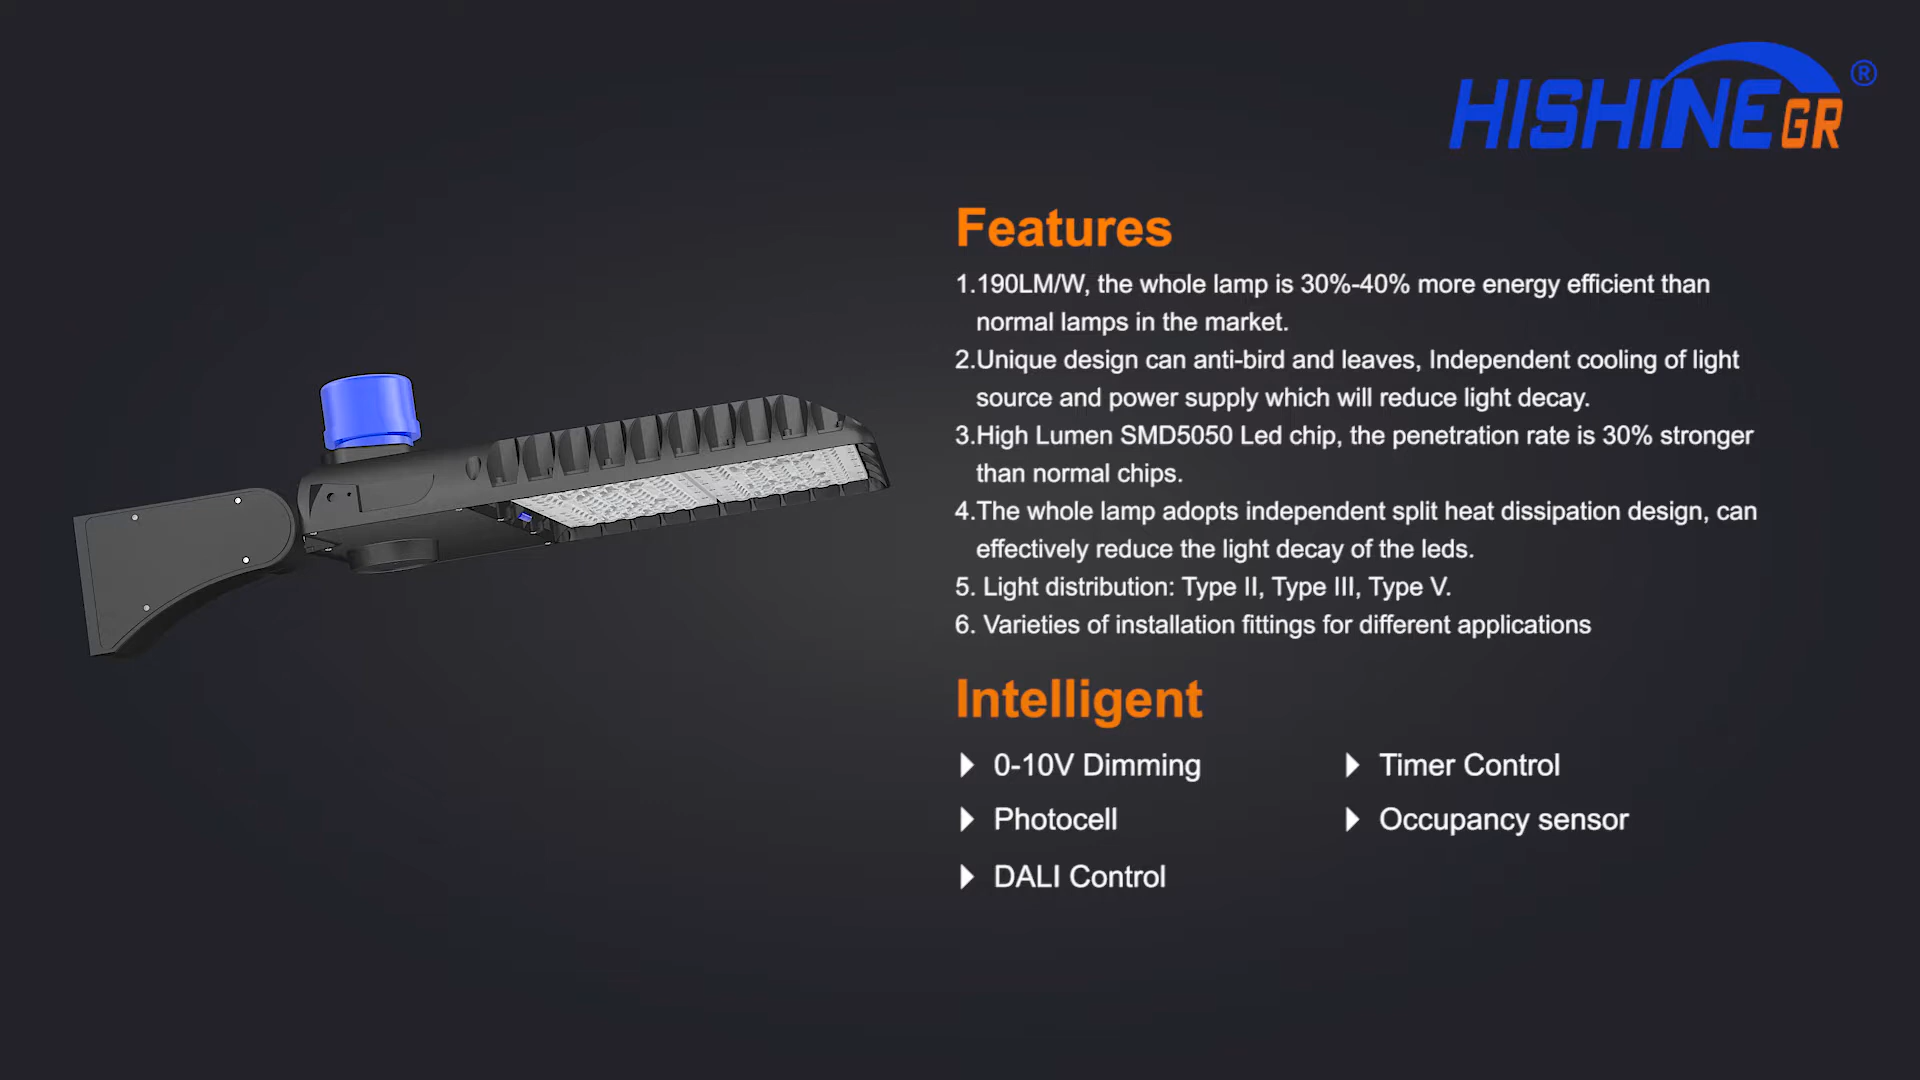 HISHINE GR ®
Features
1.190LM/W, the whole lamp is 30%-40% more energy efficient than
normal lamps in the market.
2.Unique design can anti-bird and leaves, Independent cooling of light
source and power supply which will reduce light decay.
3.High Lumen SMD5050 Led chip, the penetration rate is 30% stronger
than normal chips.
4.The whole lamp adopts independent split heat dissipation design, can
effectively reduce the light decay of the leds.
5. Light distribution: Type II, Type III, Type V.
6. Varieties of installation fittings for different applications
Intelligent
0-10V Dimming
Timer Control
Photocell
Occupancy sensor
DALI Control